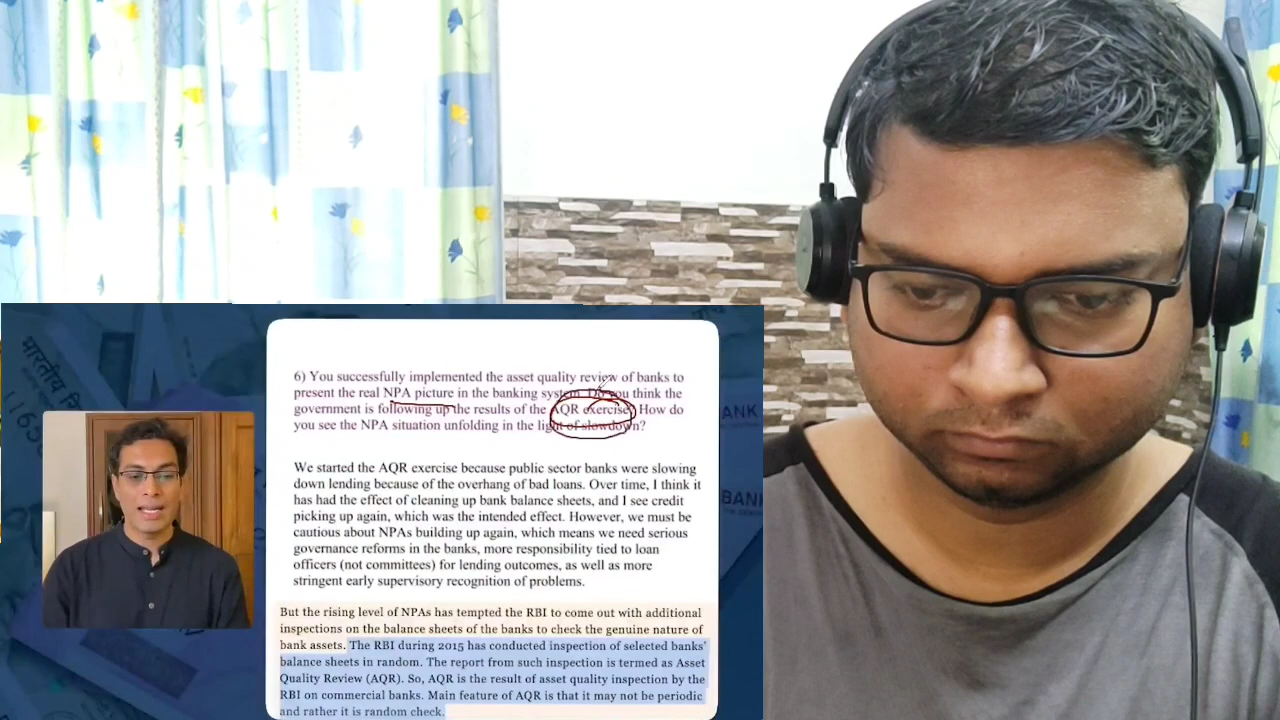 6) You successfully implemented the asset quality review of banks to
present the real NPA picture in the banking system. Do you think the
government is following up the results of the AQR exercise? How do
you see the NPA situation unfolding in the light of slowdown?
We started the AQR exercise because public sector banks were slowing
down lending because of the overhang of bad loans. Over time, I think it
has had the effect of cleaning up bank balance sheets, and I see credit
picking up again, which was the intended effect. However, we must be
cautious about NPAs building up again, which means we need serious
governance reforms in the banks, more responsibility tied to loan
officers (not committees) for lending outcomes, as well as more
stringent early supervisory recognition of problems.
But the rising level of NPAs has tempted the RBI to come out with additional
inspections on the balance sheets of the banks to check the genuine nature of
bank assets. The RBI during 2015 has conducted inspection of selected banks'
balance sheets in random. The report from such inspection is termed as Asset
Quality Review (AQR). So, AQR is the result of asset quality inspection by the
RBI on commercial banks. Main feature of AQR is that it may not be periodic
and rather it is random check.
भारतीय
BANK
BANK